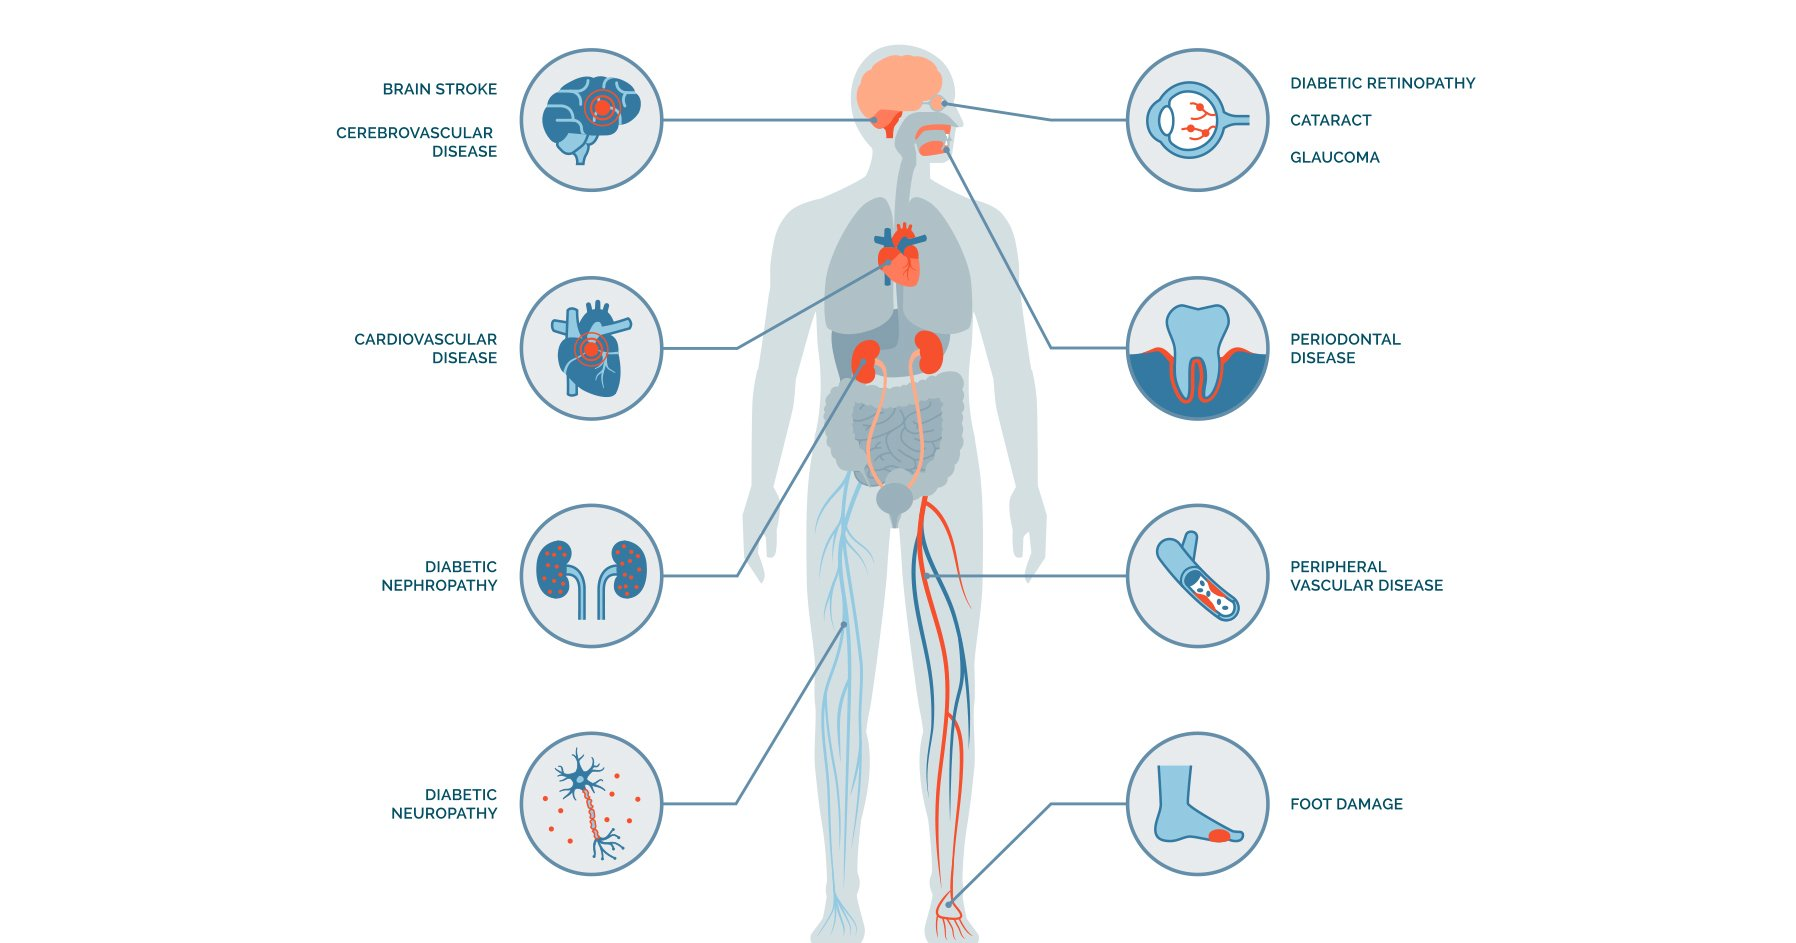 BRAIN STROKE
CEREBROVASCULAR
DISEASE
CARDIOVASCULAR
DISEASE
DIABETIC
NEPHROPATHY
DIABETIC
NEUROPATHY
DIABETIC RETINOPATHY
CATARACT
GLAUCOMA
PERIODONTAL
DISEASE
PERIPHERAL
VASCULAR DISEASE
FOOT DAMAGE